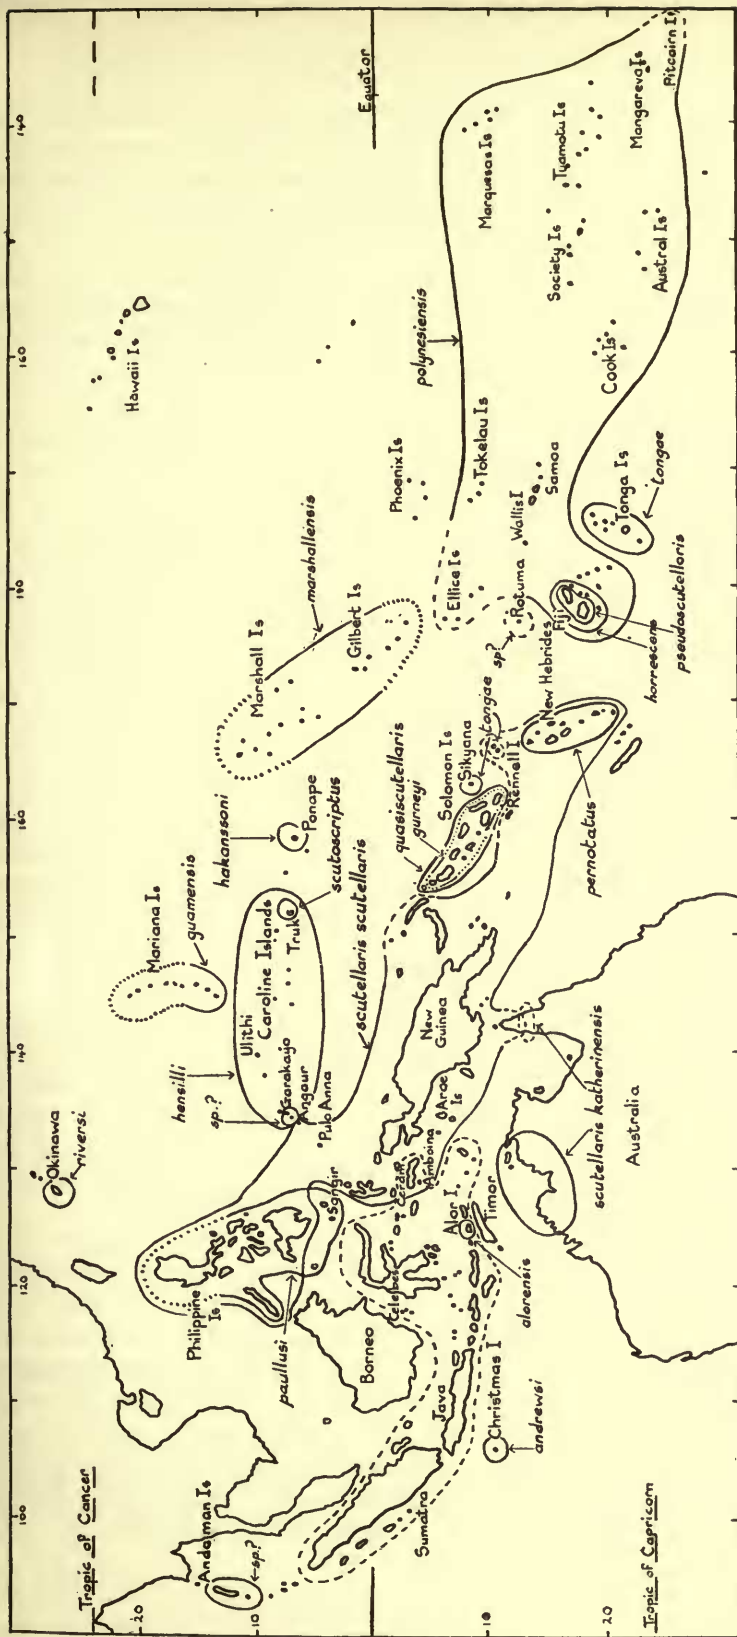 100
120
140
160
180
160
140
Tropic of Cancer
20
10
Equator
10
20
Tropic of Capricorn
Andaman Is
sp.?
Sumatra
Java
Christmas I
andrewsi
Borneo
Celebes
paullusi
Philippine
Is
Sangir
Ceram
Amboina
Alor I
Timor
alorensis
Okinawa
riversi
Pulo Anna
Angaur
Garakaijo
sp.?
hensilli
Ulithi
Caroline Islands
Truk
Mariana Is
guamensis
hakanssoni
Ponape
scutoscriptus
scutellaris scutellaris
New
Guinea
Aroe
Is
scutellaris katherinensis
Australia
quasiscutellaris
gurneyi
Solomon Is
Sikyana
tongae
Rennell I
pernotatus
New Hebrides
Marshall Is
Gilbert Is
marshallensis
Ellice Is
Rotuma
sp?
Fiji
horrescens
pseudoscutellaris
Wallis I
Samoa
Tonga Is
tongae
Phoenix Is
Tokelau Is
polynesiensis
Hawaii Is
Cook Is
Society Is
Austral Is
Marquesas Is
Tuamotu Is
Mangareva Is
Pitcairn I